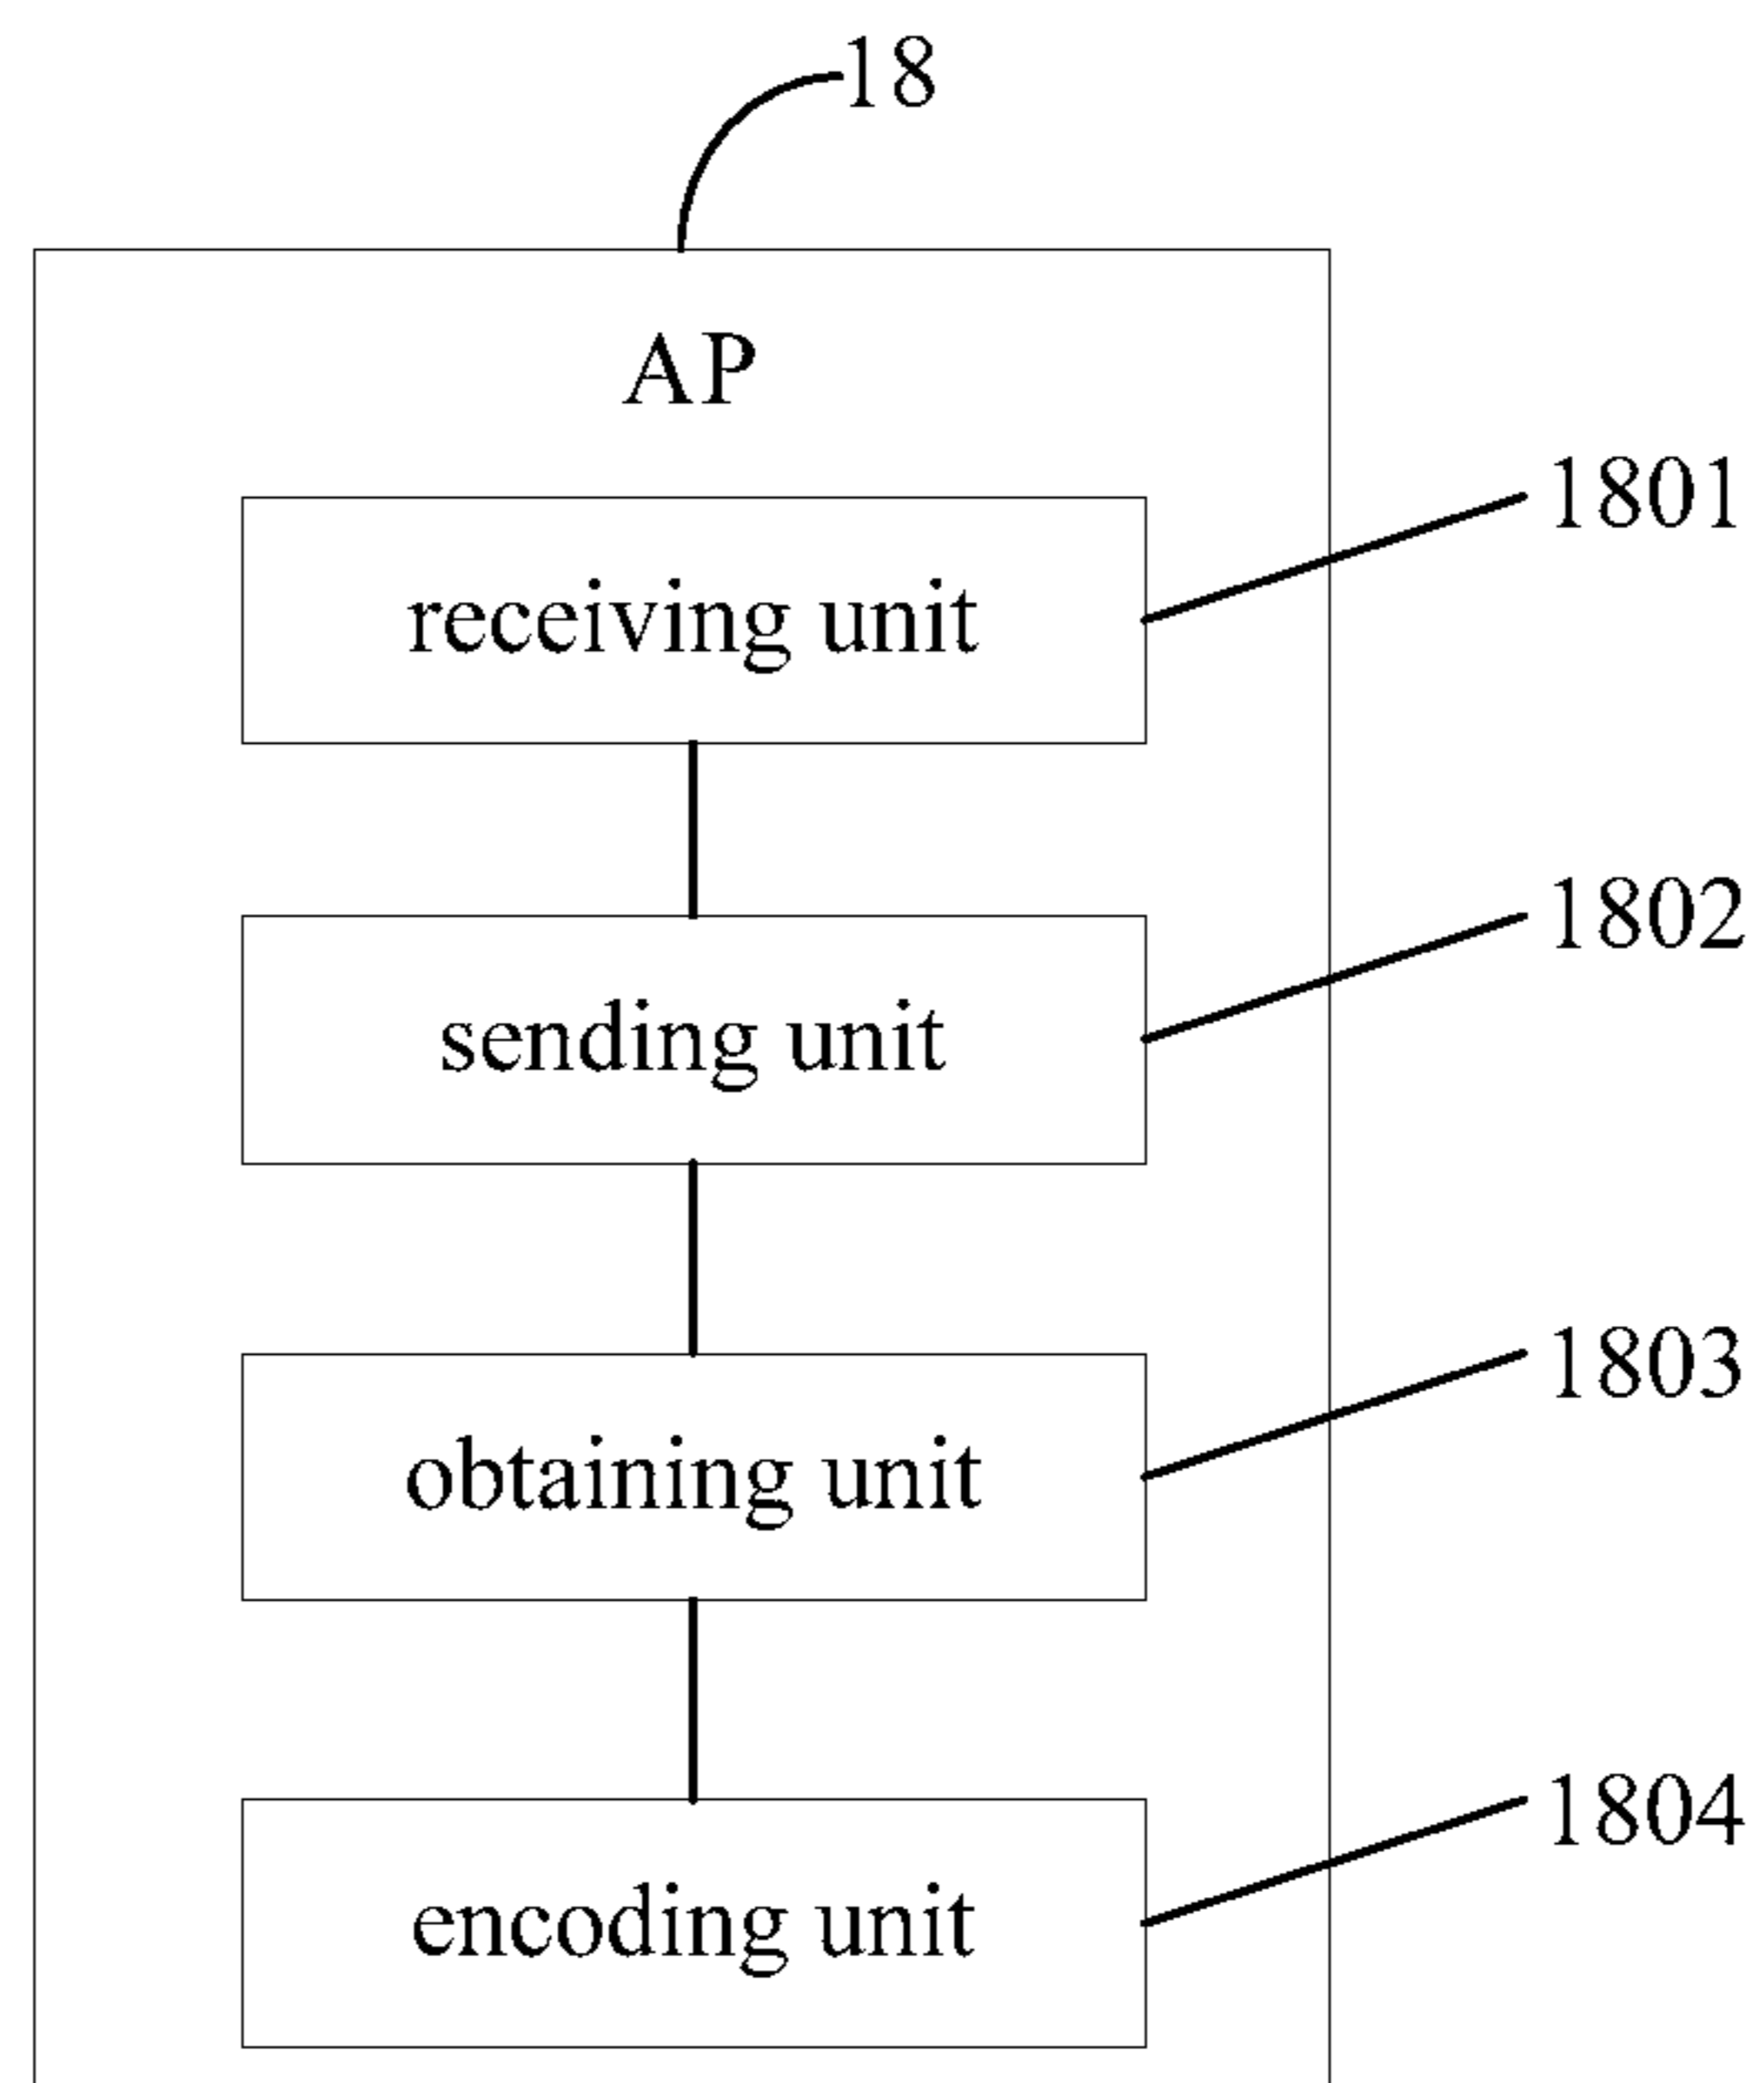 18
AP
1801
receiving unit
1802
sending unit
1803
obtaining unit
1804
encoding unit